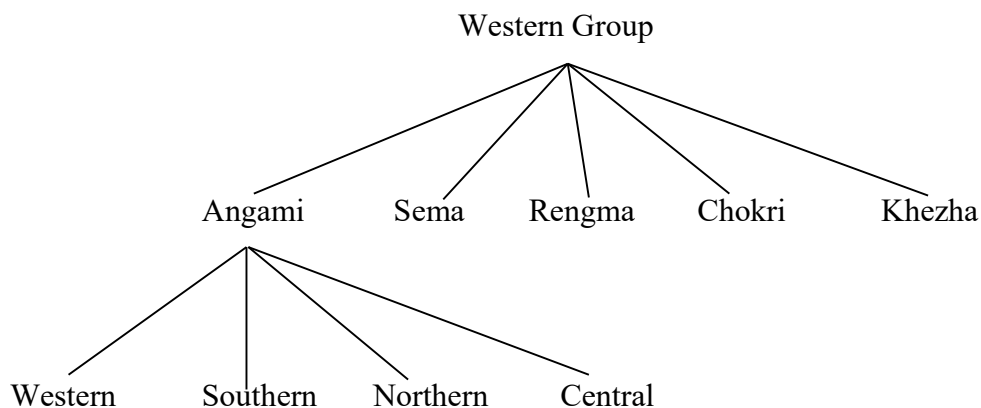 Western Group
Angami Sema Rengma Chokri Khezha
Western Southern Northern Central